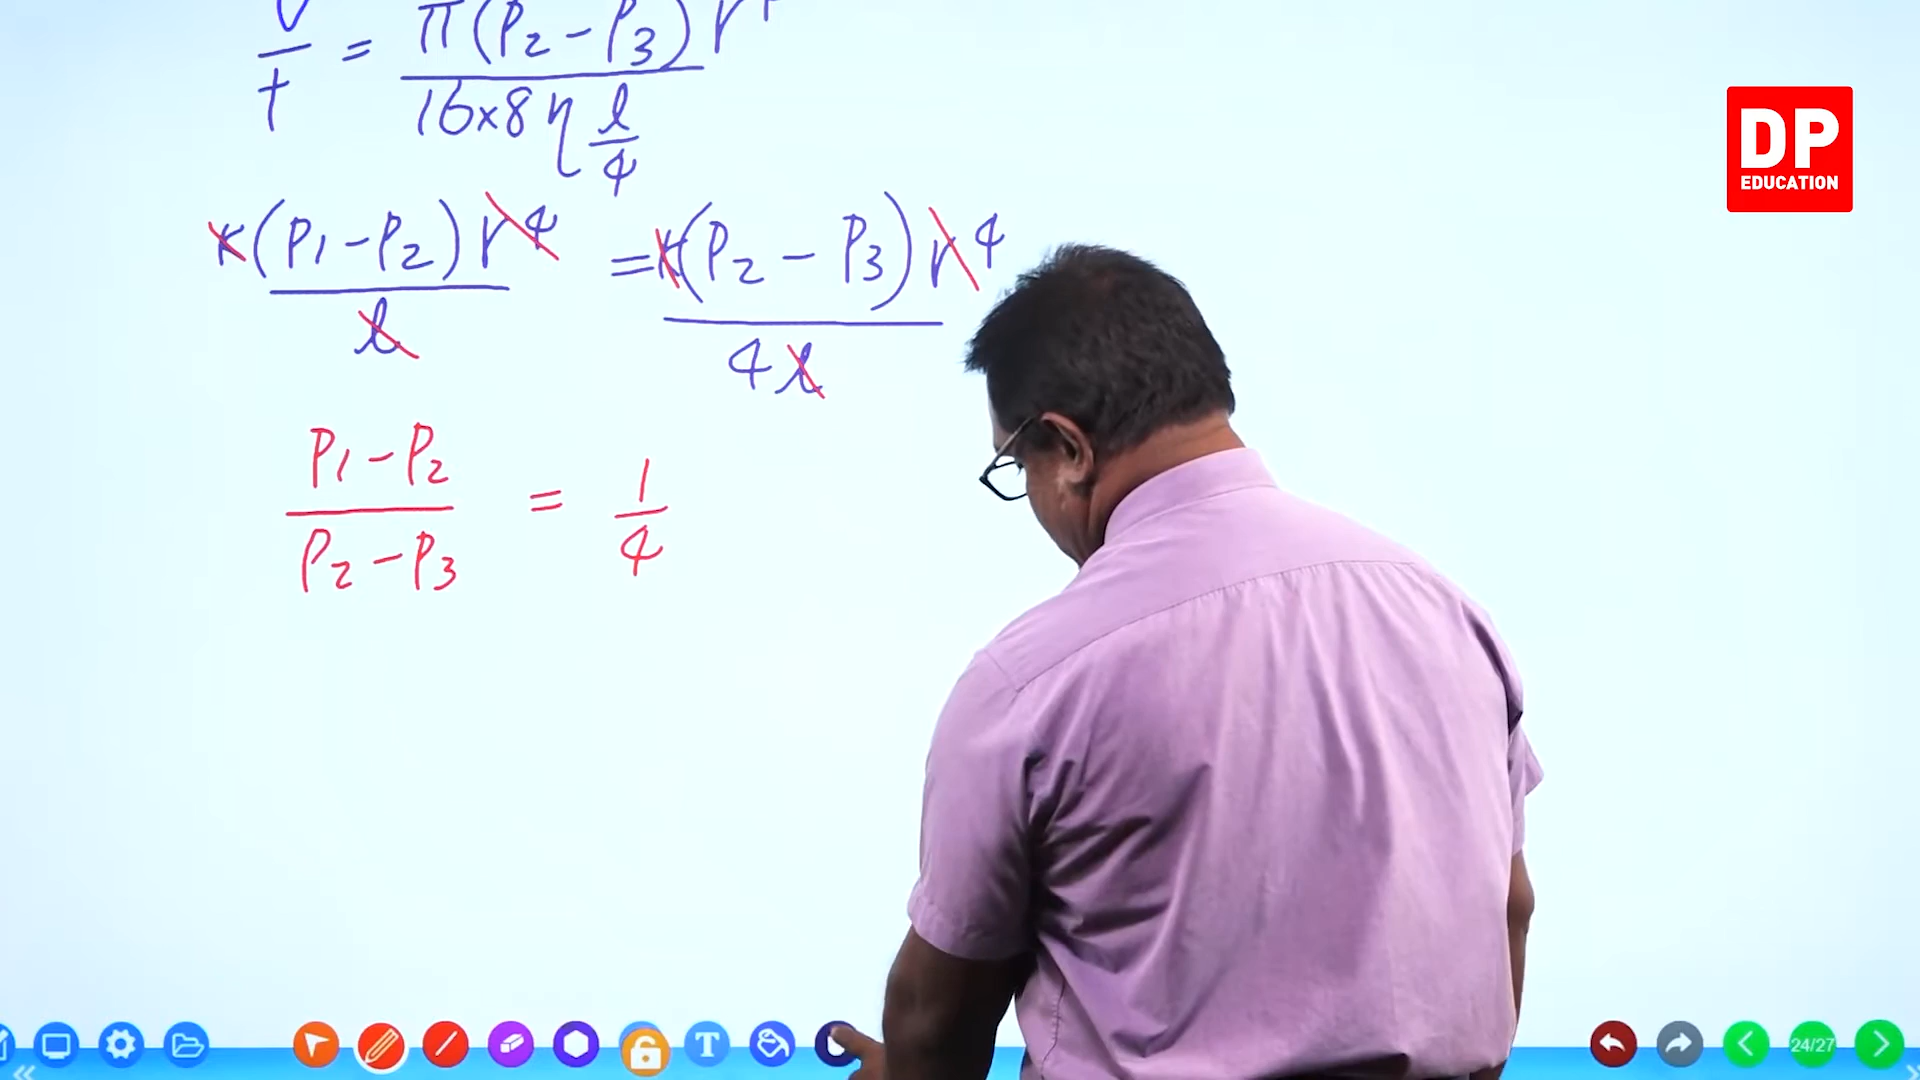 V/t = π(P₂ − P₃) r⁴ / 16×8 η l/4
DP
EDUCATION
k(P₁ − P₂) r⁴ / l = k(P₂ − P₃) r⁴ / 4l
P₁ − P₂ / P₂ − P₃ = 1/4
T
24/27